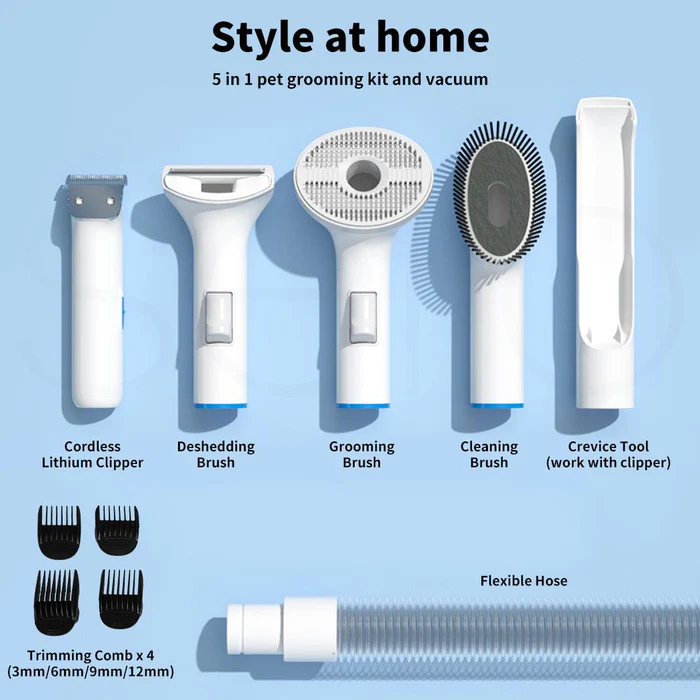 Style at home
5 in 1 pet grooming kit and vacuum
Cordless
Lithium Clipper
Deshedding
Brush
Grooming
Brush
Cleaning
Brush
Crevice Tool
(work with clipper)
Flexible Hose
Trimming Comb x 4
(3mm/6mm/9mm/12mm)